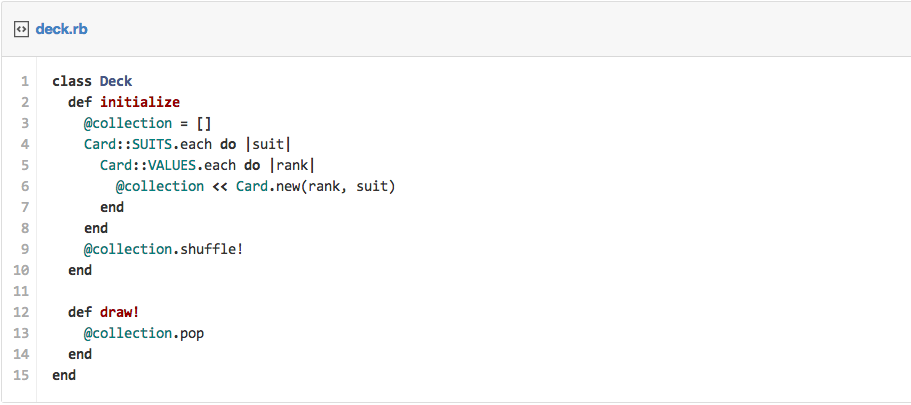 deck.rb
1 class Deck
2   def initialize
3     @collection = []
4     Card::SUITS.each do |suit|
5       Card::VALUES.each do |rank|
6         @collection << Card.new(rank, suit)
7       end
8     end
9     @collection.shuffle!
10   end
11
12   def draw!
13     @collection.pop
14   end
15 end